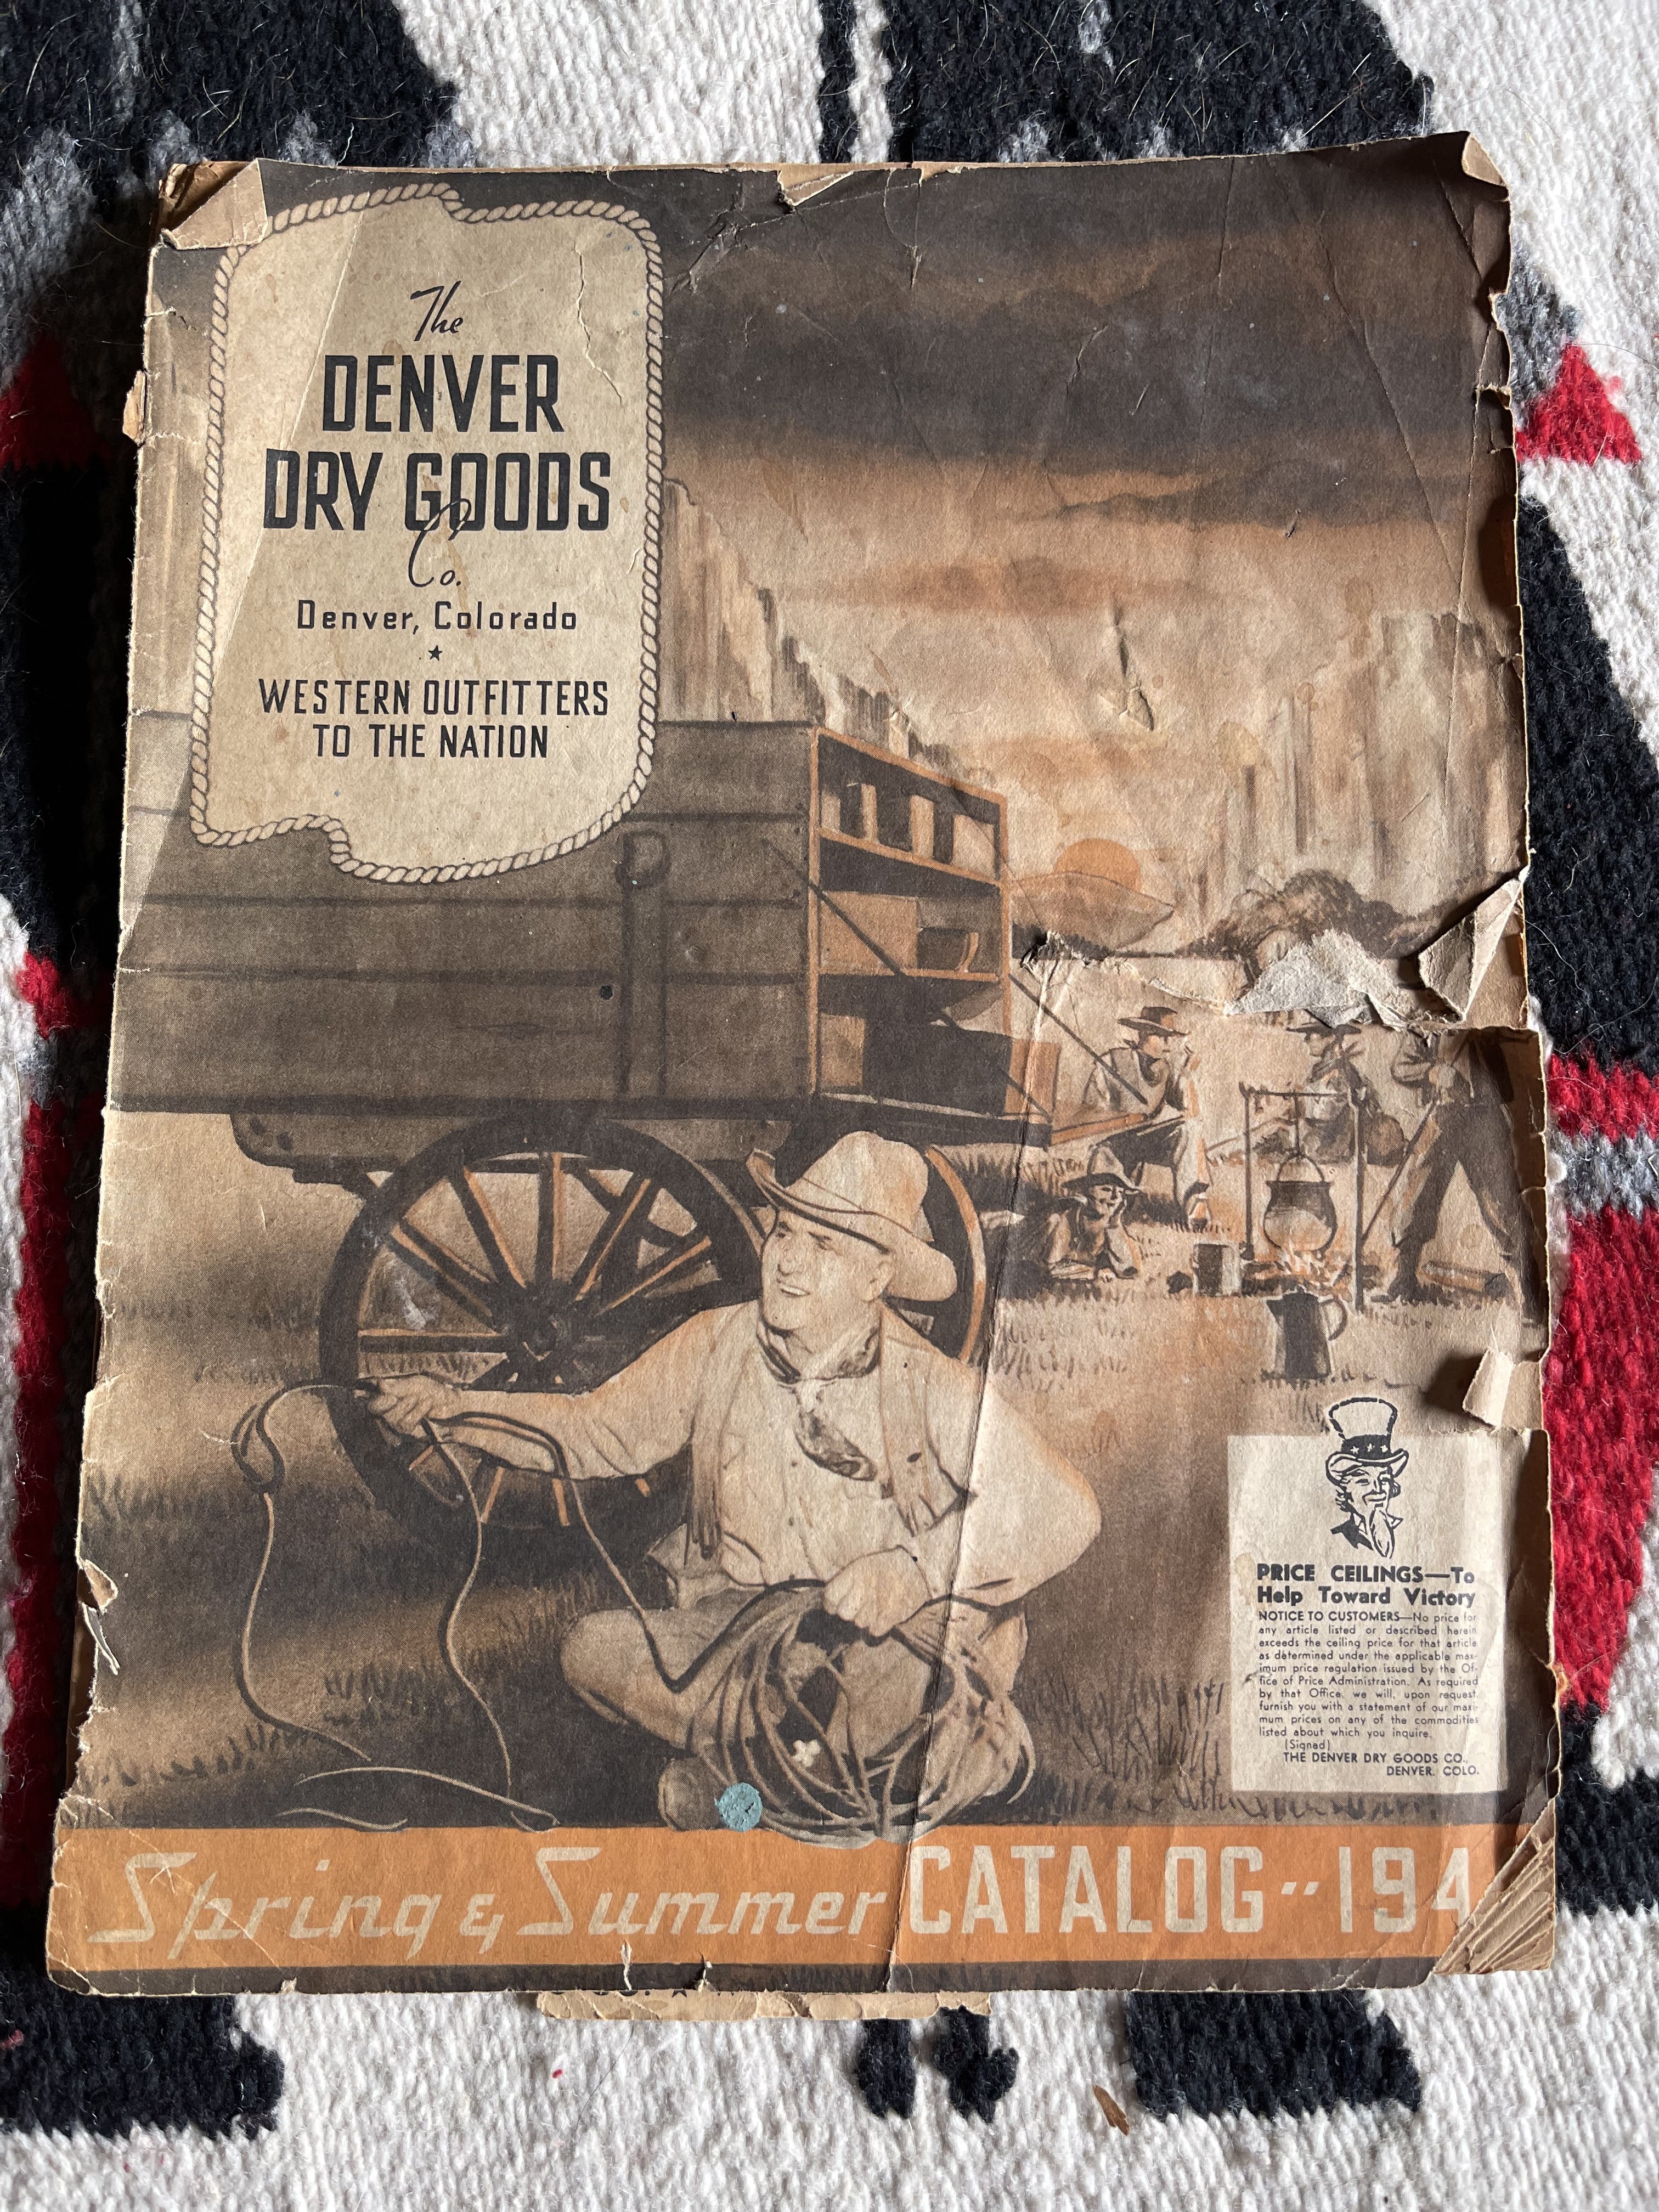 The
DENVER
DRY GOODS
Co.
Denver, Colorado
★
WESTERN OUTFITTERS
TO THE NATION
PRICE CEILINGS—To
Help Toward Victory
NOTICE TO CUSTOMERS—No price for
any article listed or described herein
exceeds the ceiling price for that article
as determined under the applicable max-
imum price regulation issued by the Of-
fice of Price Administration. As required
by that Office, we will, upon request,
furnish you with a statement of our maxi-
mum prices on any of the commodities
listed about which you inquire.
(Signed)
THE DENVER DRY GOODS CO.,
DENVER, COLO.
Spring & Summer CATALOG -- 194